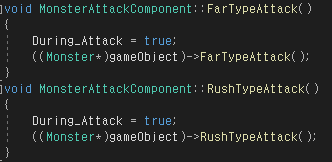 void MonsterAttackComponent::FarTypeAttack()
{
    During_Attack = true;
    ((Monster*)gameObject)->FarTypeAttack();
}
void MonsterAttackComponent::RushTypeAttack()
{
    During_Attack = true;
    ((Monster*)gameObject)->RushTypeAttack();
}